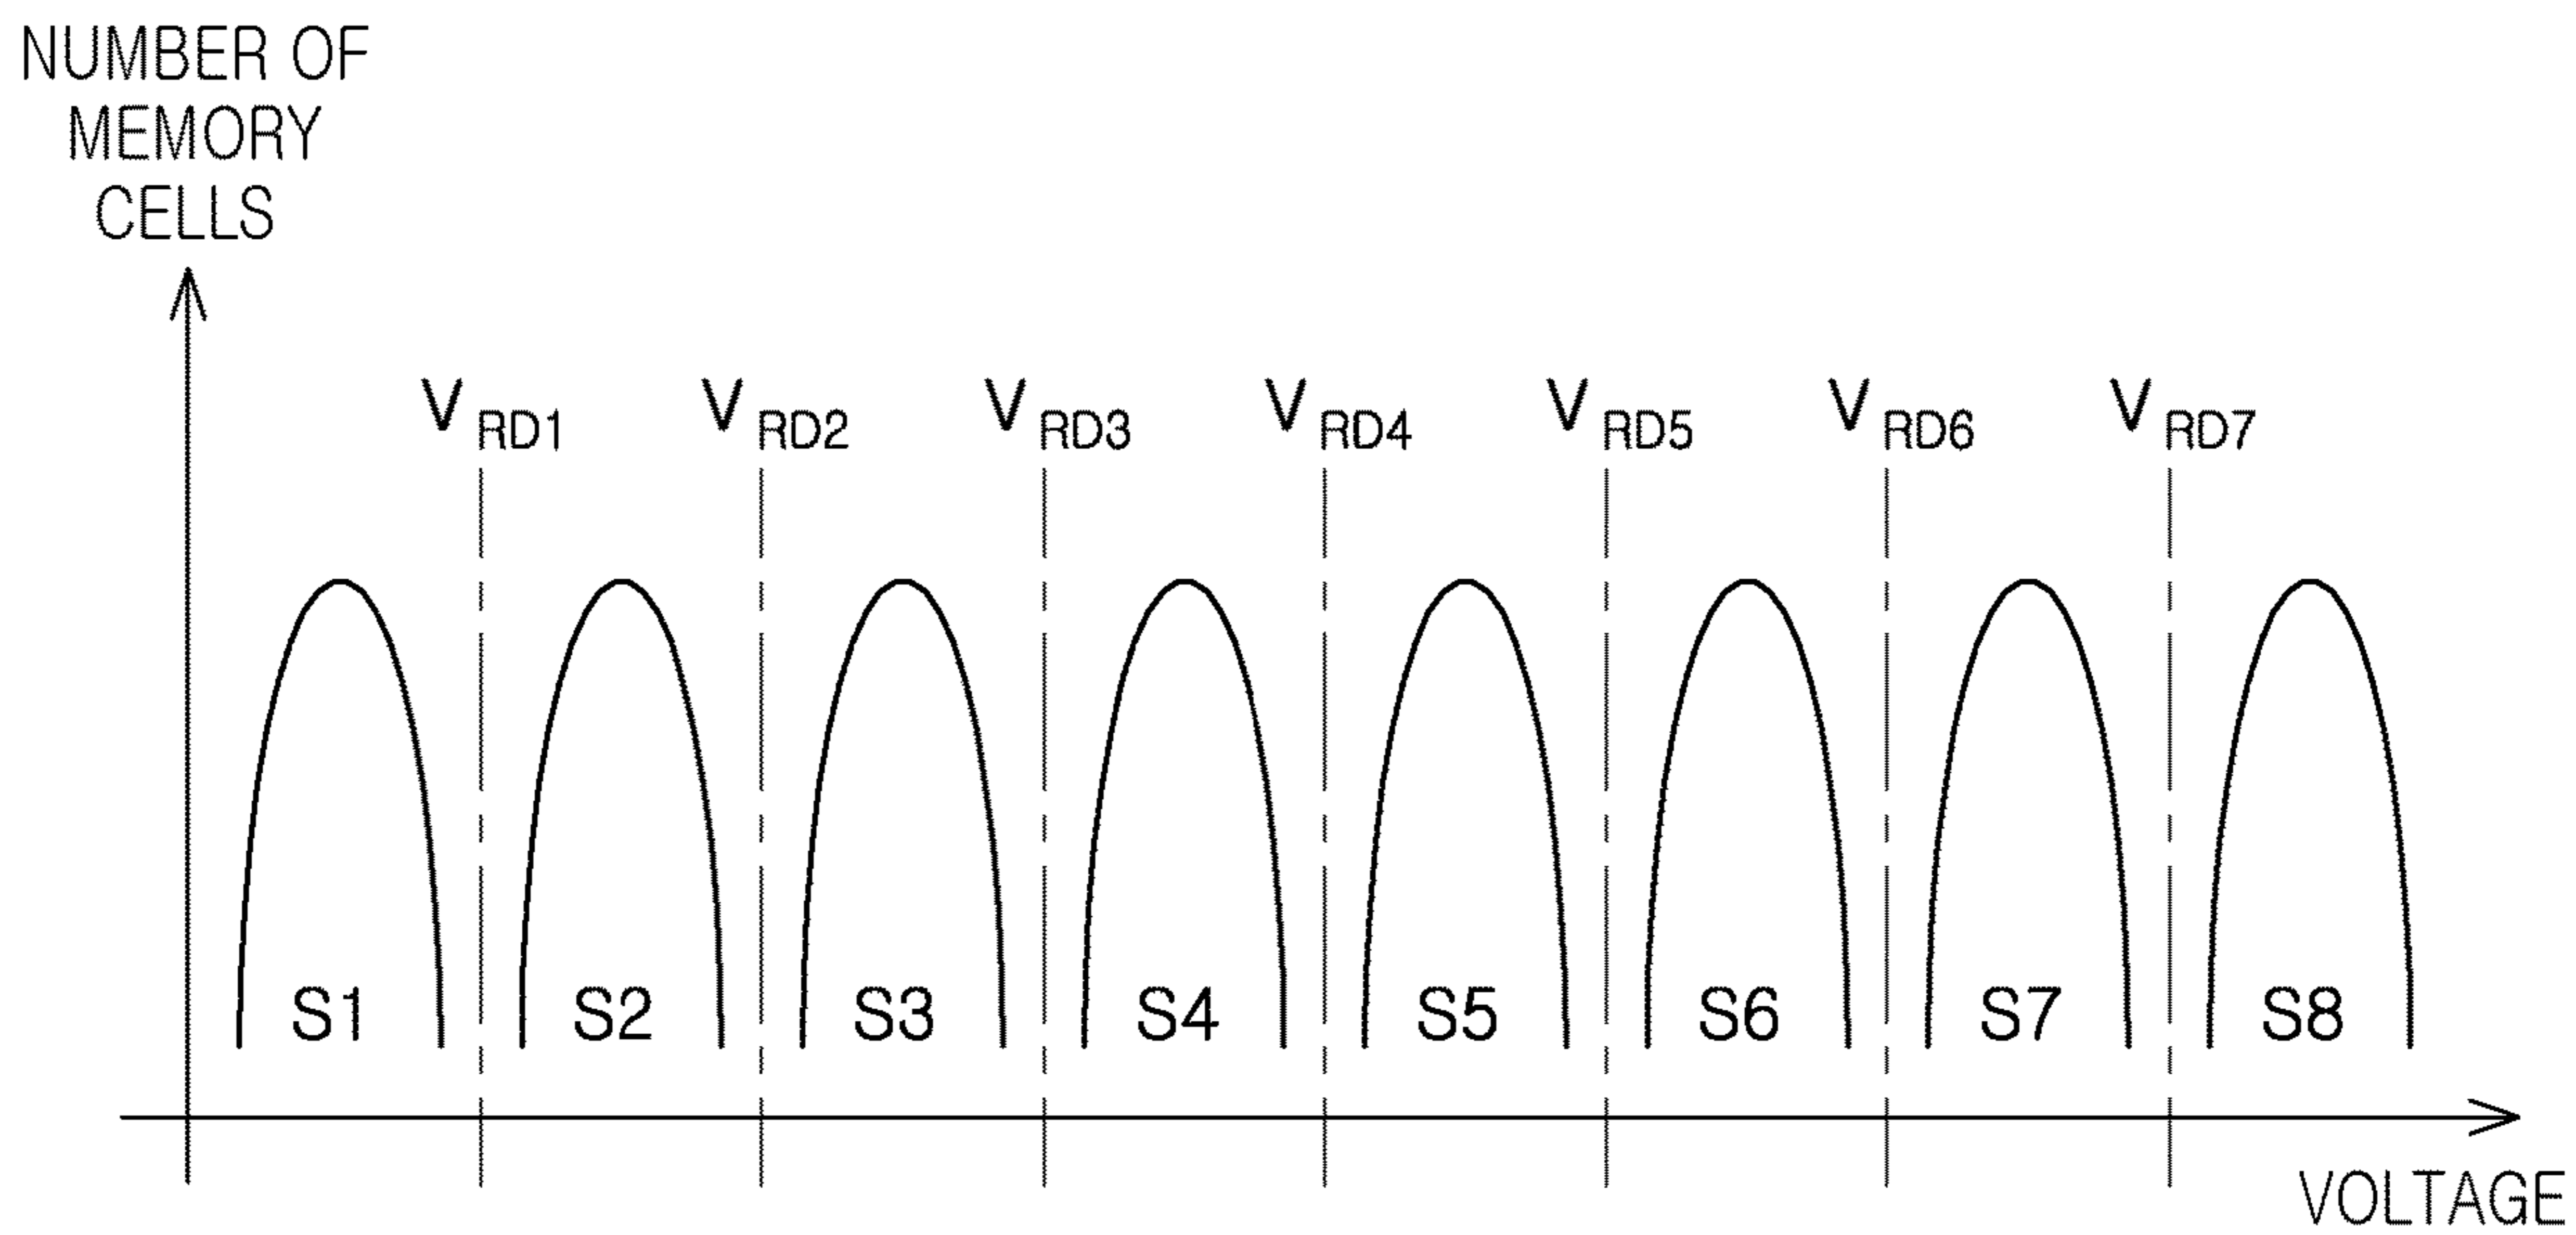 NUMBER OF
MEMORY
CELLS
VRD1 VRD2 VRD3 VRD4 VRD5 VRD6 VRD7
S1 S2 S3 S4 S5 S6 S7 S8
VOLTAGE